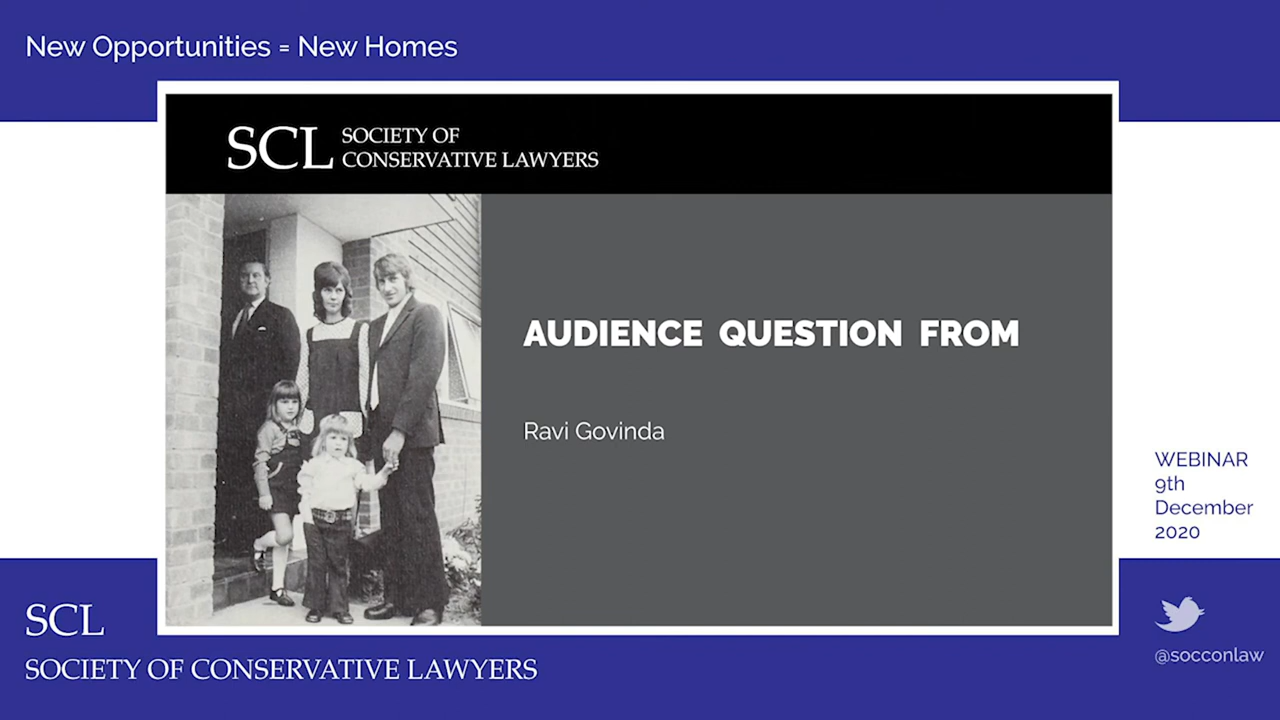 New Opportunities = New Homes
SCL SOCIETY OF
CONSERVATIVE LAWYERS
AUDIENCE QUESTION FROM
Ravi Govinda
WEBINAR
9th
December
2020
SCL
SOCIETY OF CONSERVATIVE LAWYERS
@socconlaw